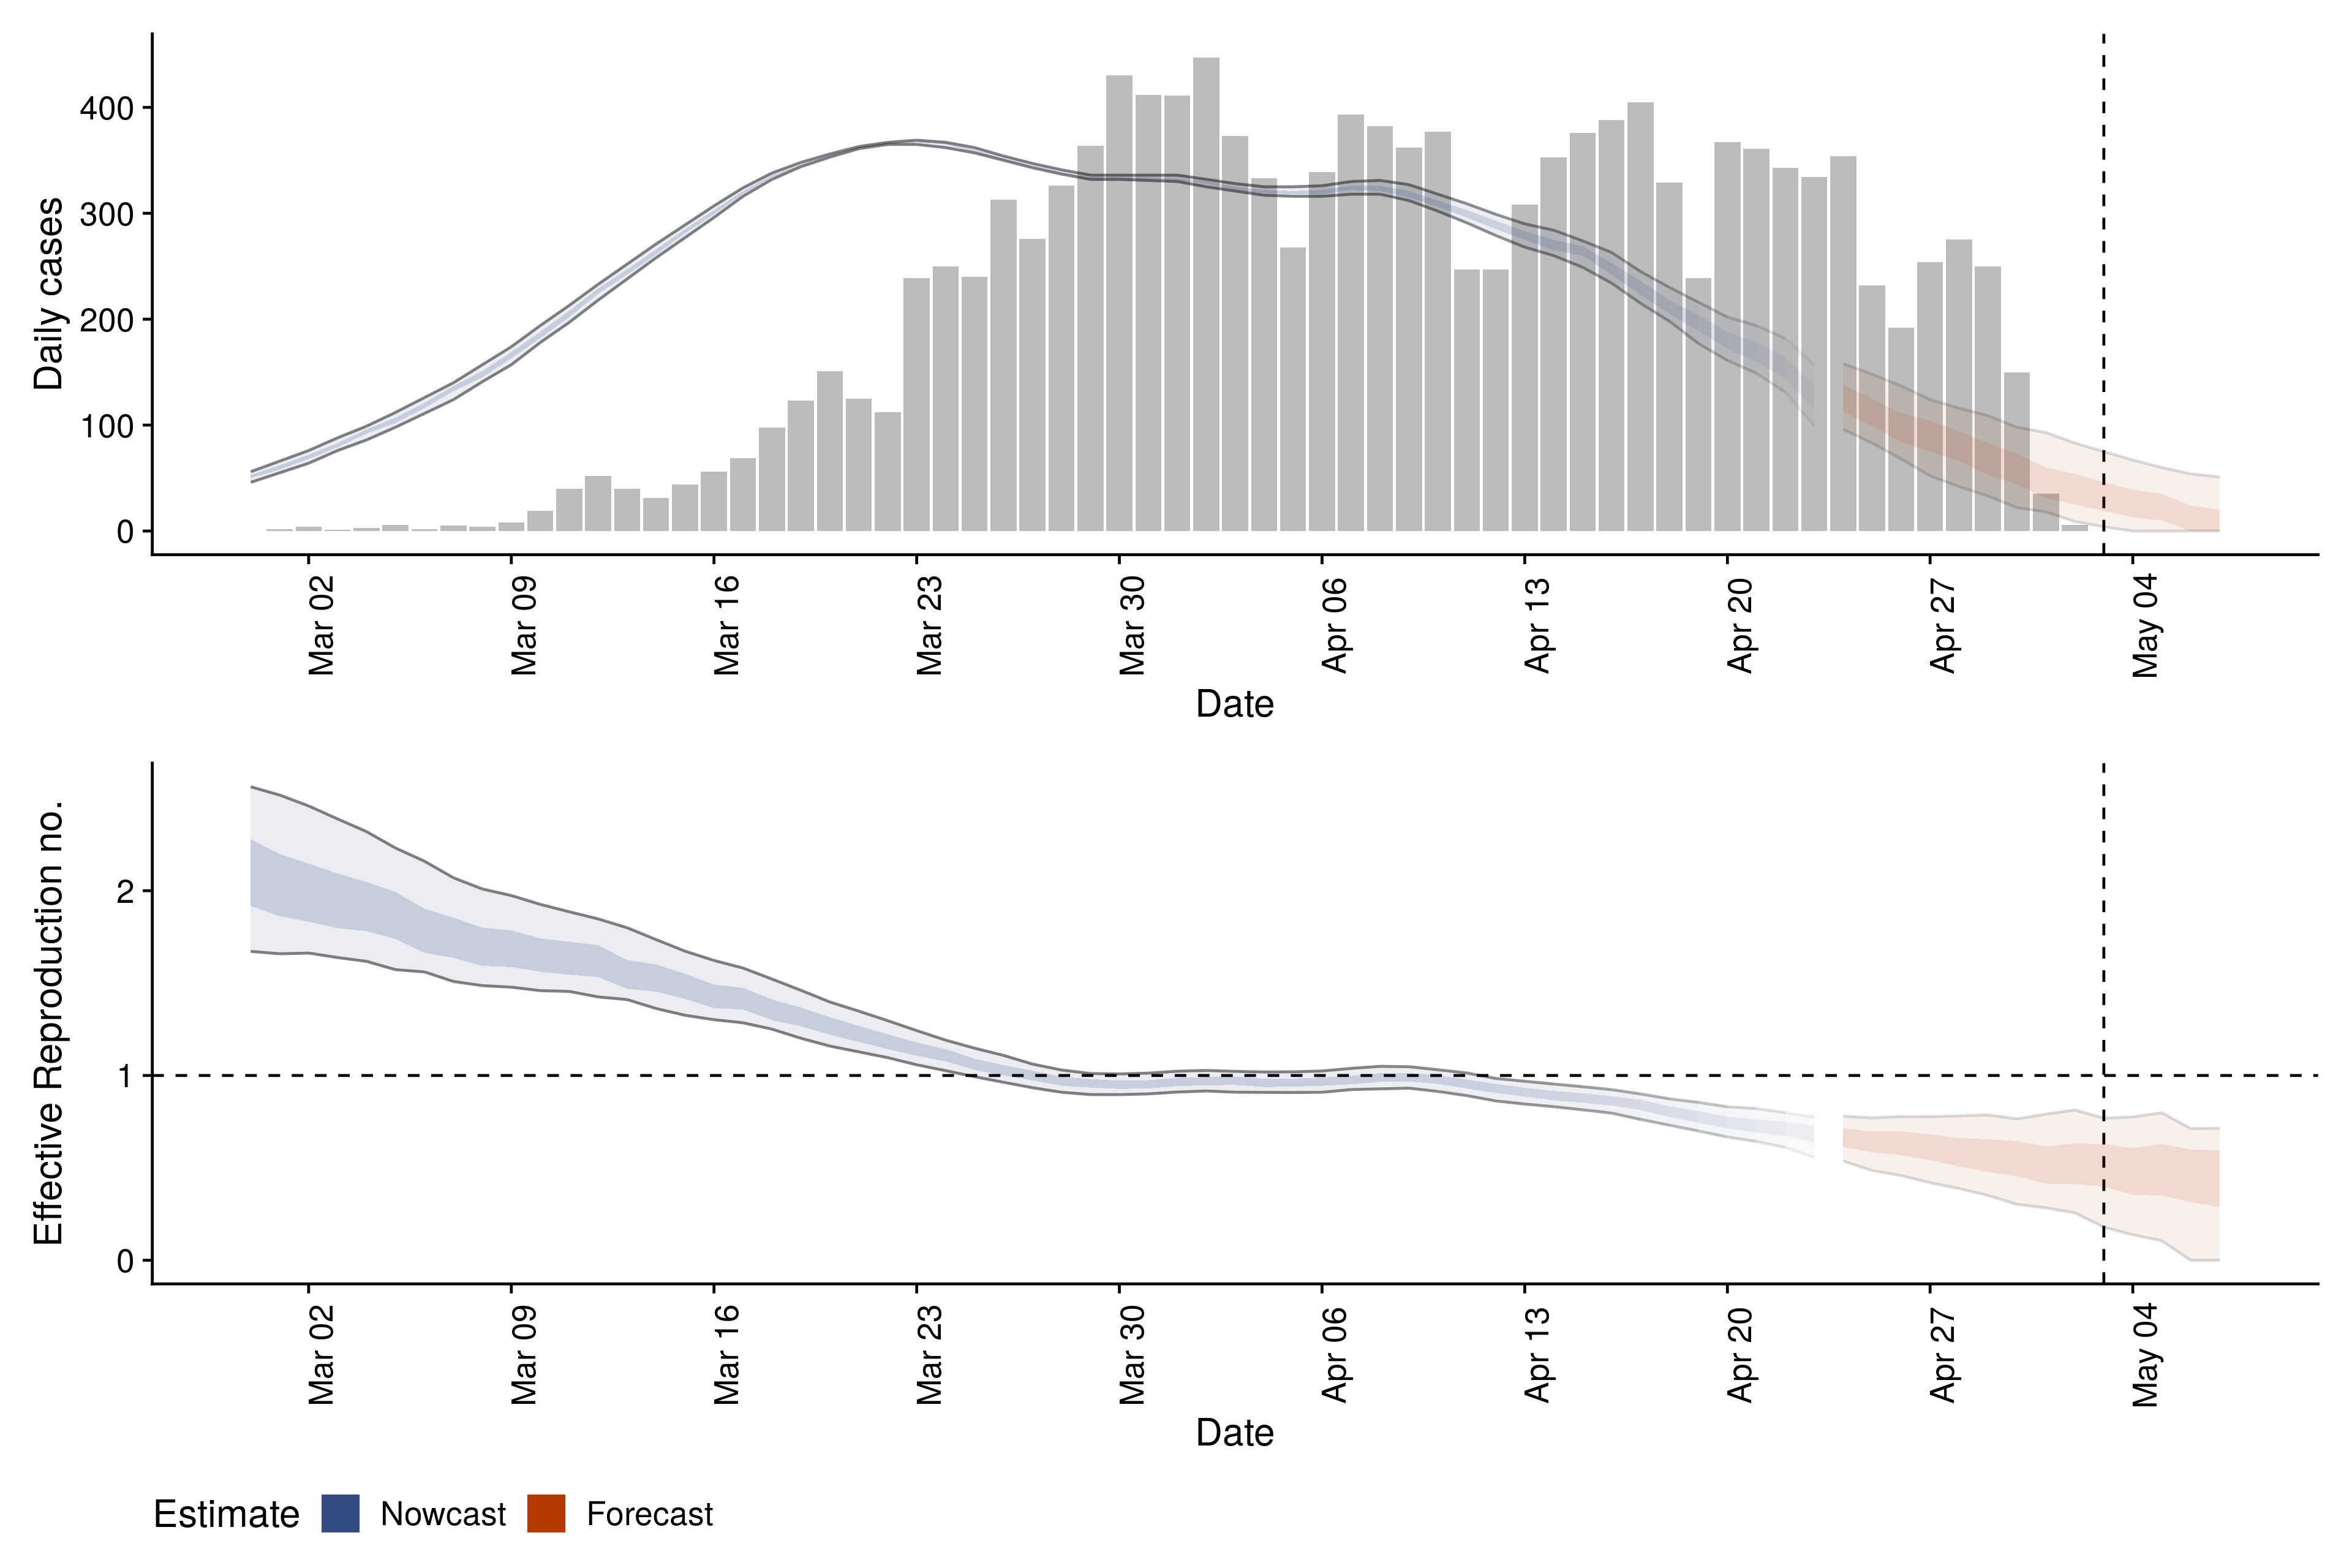 Daily cases
400
300
200
100
0
Mar 02
Mar 09
Mar 16
Mar 23
Mar 30
Apr 06
Apr 13
Apr 20
Apr 27
May 04
Date
Effective Reproduction no.
2
1
0
Mar 02
Mar 09
Mar 16
Mar 23
Mar 30
Apr 06
Apr 13
Apr 20
Apr 27
May 04
Date
Estimate Nowcast Forecast